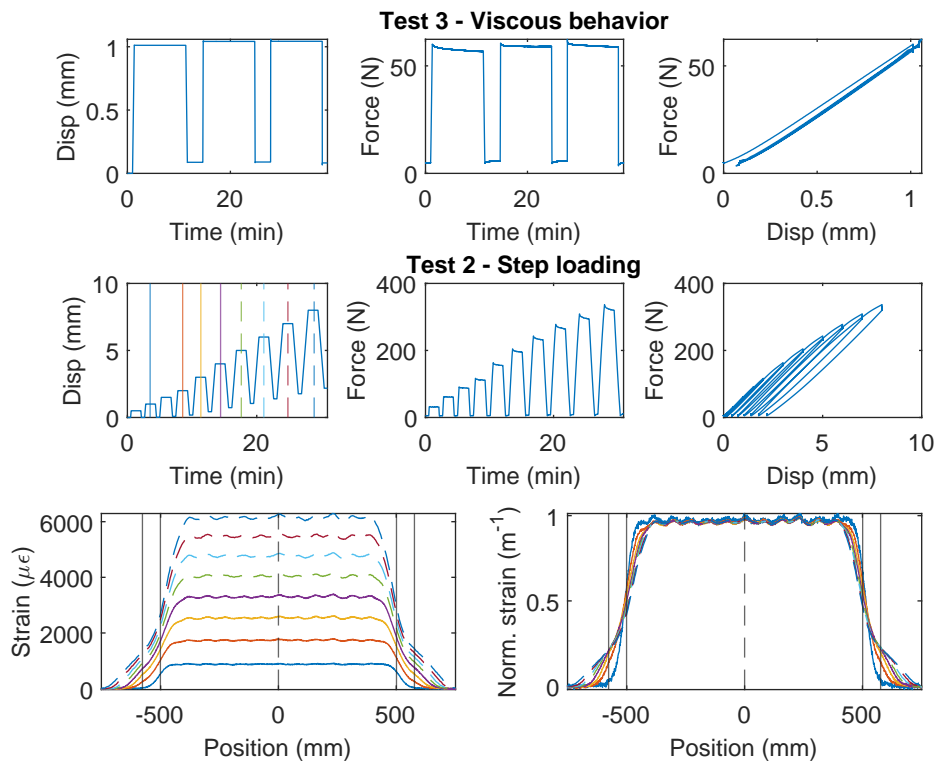 Test 3 - Viscous behavior
Disp (mm)
1
0.5
0
0
20
Time (min)
Force (N)
50
0
0
20
Time (min)
Force (N)
50
0
0
0.5
1
Disp (mm)
Test 2 - Step loading
Disp (mm)
10
5
0
0
20
Time (min)
Force (N)
400
200
0
0
20
Time (min)
Force (N)
400
200
0
0
5
10
Disp (mm)
Strain (µϵ)
6000
4000
2000
0
-500
0
500
Position (mm)
Norm. strain (m⁻¹)
1
0.5
0
-500
0
500
Position (mm)